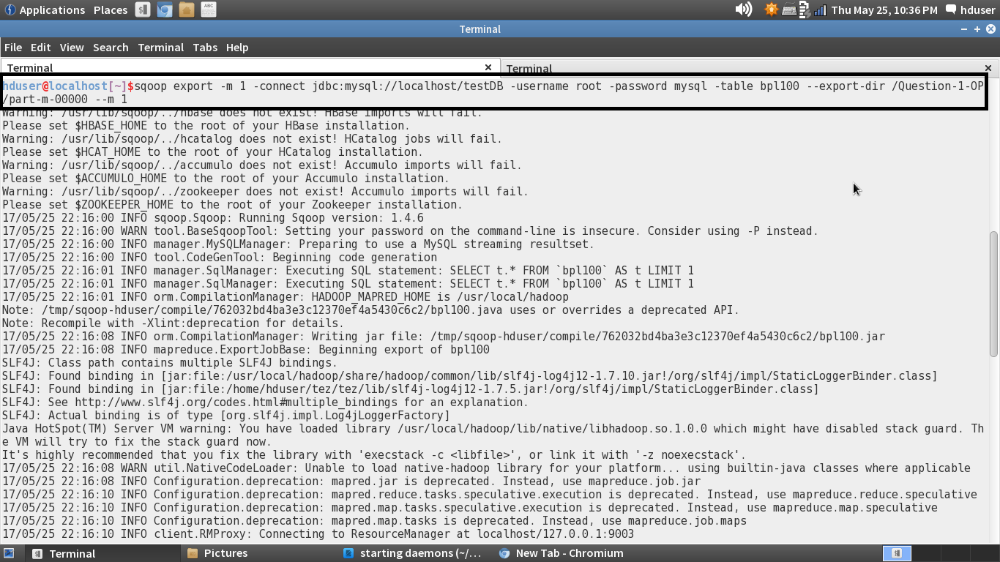 Applications Places ABC Thu May 25, 10:36 PM hduser
Terminal
File Edit View Search Terminal Tabs Help
Terminal
Terminal
hduser@localhost[~]$sqoop export -m 1 -connect jdbc:mysql://localhost/testDB -username root -password mysql -table bpl100 --export-dir /Question-1-OP
/part-m-00000 --m 1
Warning: /usr/lib/sqoop/../hbase does not exist! HBase imports will fail.
Please set $HBASE_HOME to the root of your HBase installation.
Warning: /usr/lib/sqoop/../hcatalog does not exist! HCatalog jobs will fail.
Please set $HCAT_HOME to the root of your HCatalog installation.
Warning: /usr/lib/sqoop/../accumulo does not exist! Accumulo imports will fail.
Please set $ACCUMULO_HOME to the root of your Accumulo installation.
Warning: /usr/lib/sqoop/../zookeeper does not exist! Accumulo imports will fail.
Please set $ZOOKEEPER_HOME to the root of your Zookeeper installation.
17/05/25 22:16:00 INFO sqoop.Sqoop: Running Sqoop version: 1.4.6
17/05/25 22:16:00 WARN tool.BaseSqoopTool: Setting your password on the command-line is insecure. Consider using -P instead.
17/05/25 22:16:00 INFO manager.MySQLManager: Preparing to use a MySQL streaming resultset.
17/05/25 22:16:00 INFO tool.CodeGenTool: Beginning code generation
17/05/25 22:16:01 INFO manager.SqlManager: Executing SQL statement: SELECT t.* FROM `bpl100` AS t LIMIT 1
17/05/25 22:16:01 INFO manager.SqlManager: Executing SQL statement: SELECT t.* FROM `bpl100` AS t LIMIT 1
17/05/25 22:16:01 INFO orm.CompilationManager: HADOOP_MAPRED_HOME is /usr/local/hadoop
Note: /tmp/sqoop-hduser/compile/762032bd4ba3e3c12370ef4a5430c6c2/bpl100.java uses or overrides a deprecated API.
Note: Recompile with -Xlint:deprecation for details.
17/05/25 22:16:08 INFO orm.CompilationManager: Writing jar file: /tmp/sqoop-hduser/compile/762032bd4ba3e3c12370ef4a5430c6c2/bpl100.jar
17/05/25 22:16:08 INFO mapreduce.ExportJobBase: Beginning export of bpl100
SLF4J: Class path contains multiple SLF4J bindings.
SLF4J: Found binding in [jar:file:/usr/local/hadoop/share/hadoop/common/lib/slf4j-log4j12-1.7.10.jar!/org/slf4j/impl/StaticLoggerBinder.class]
SLF4J: Found binding in [jar:file:/home/hduser/tez/tez/lib/slf4j-log4j12-1.7.5.jar!/org/slf4j/impl/StaticLoggerBinder.class]
SLF4J: See http://www.slf4j.org/codes.html#multiple_bindings for an explanation.
SLF4J: Actual binding is of type [org.slf4j.impl.Log4jLoggerFactory]
Java HotSpot(TM) Server VM warning: You have loaded library /usr/local/hadoop/lib/native/libhadoop.so.1.0.0 which might have disabled stack guard. Th
e VM will try to fix the stack guard now.
It's highly recommended that you fix the library with 'execstack -c <libfile>', or link it with '-z noexecstack'.
17/05/25 22:16:08 WARN util.NativeCodeLoader: Unable to load native-hadoop library for your platform... using builtin-java classes where applicable
17/05/25 22:16:08 INFO Configuration.deprecation: mapred.jar is deprecated. Instead, use mapreduce.job.jar
17/05/25 22:16:10 INFO Configuration.deprecation: mapred.reduce.tasks.speculative.execution is deprecated. Instead, use mapreduce.reduce.speculative
17/05/25 22:16:10 INFO Configuration.deprecation: mapred.map.tasks.speculative.execution is deprecated. Instead, use mapreduce.map.speculative
17/05/25 22:16:10 INFO Configuration.deprecation: mapred.map.tasks is deprecated. Instead, use mapreduce.job.maps
17/05/25 22:16:10 INFO client.RMProxy: Connecting to ResourceManager at localhost/127.0.0.1:9003
Terminal Pictures starting daemons (~/... New Tab - Chromium